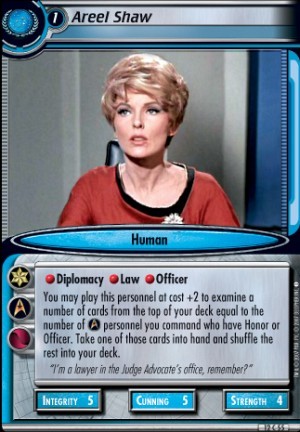 1 Areel Shaw
Human
Diplomacy Law Officer
You may play this personnel at cost +2 to examine a
number of cards from the top of your deck equal to the
number of personnel you command who have Honor or
Officer. Take one of those cards into hand and shuffle the
rest into your deck.
"I'm a lawyer in the Judge Advocate's office, remember?"
INTEGRITY 5 CUNNING 5 STRENGTH 4